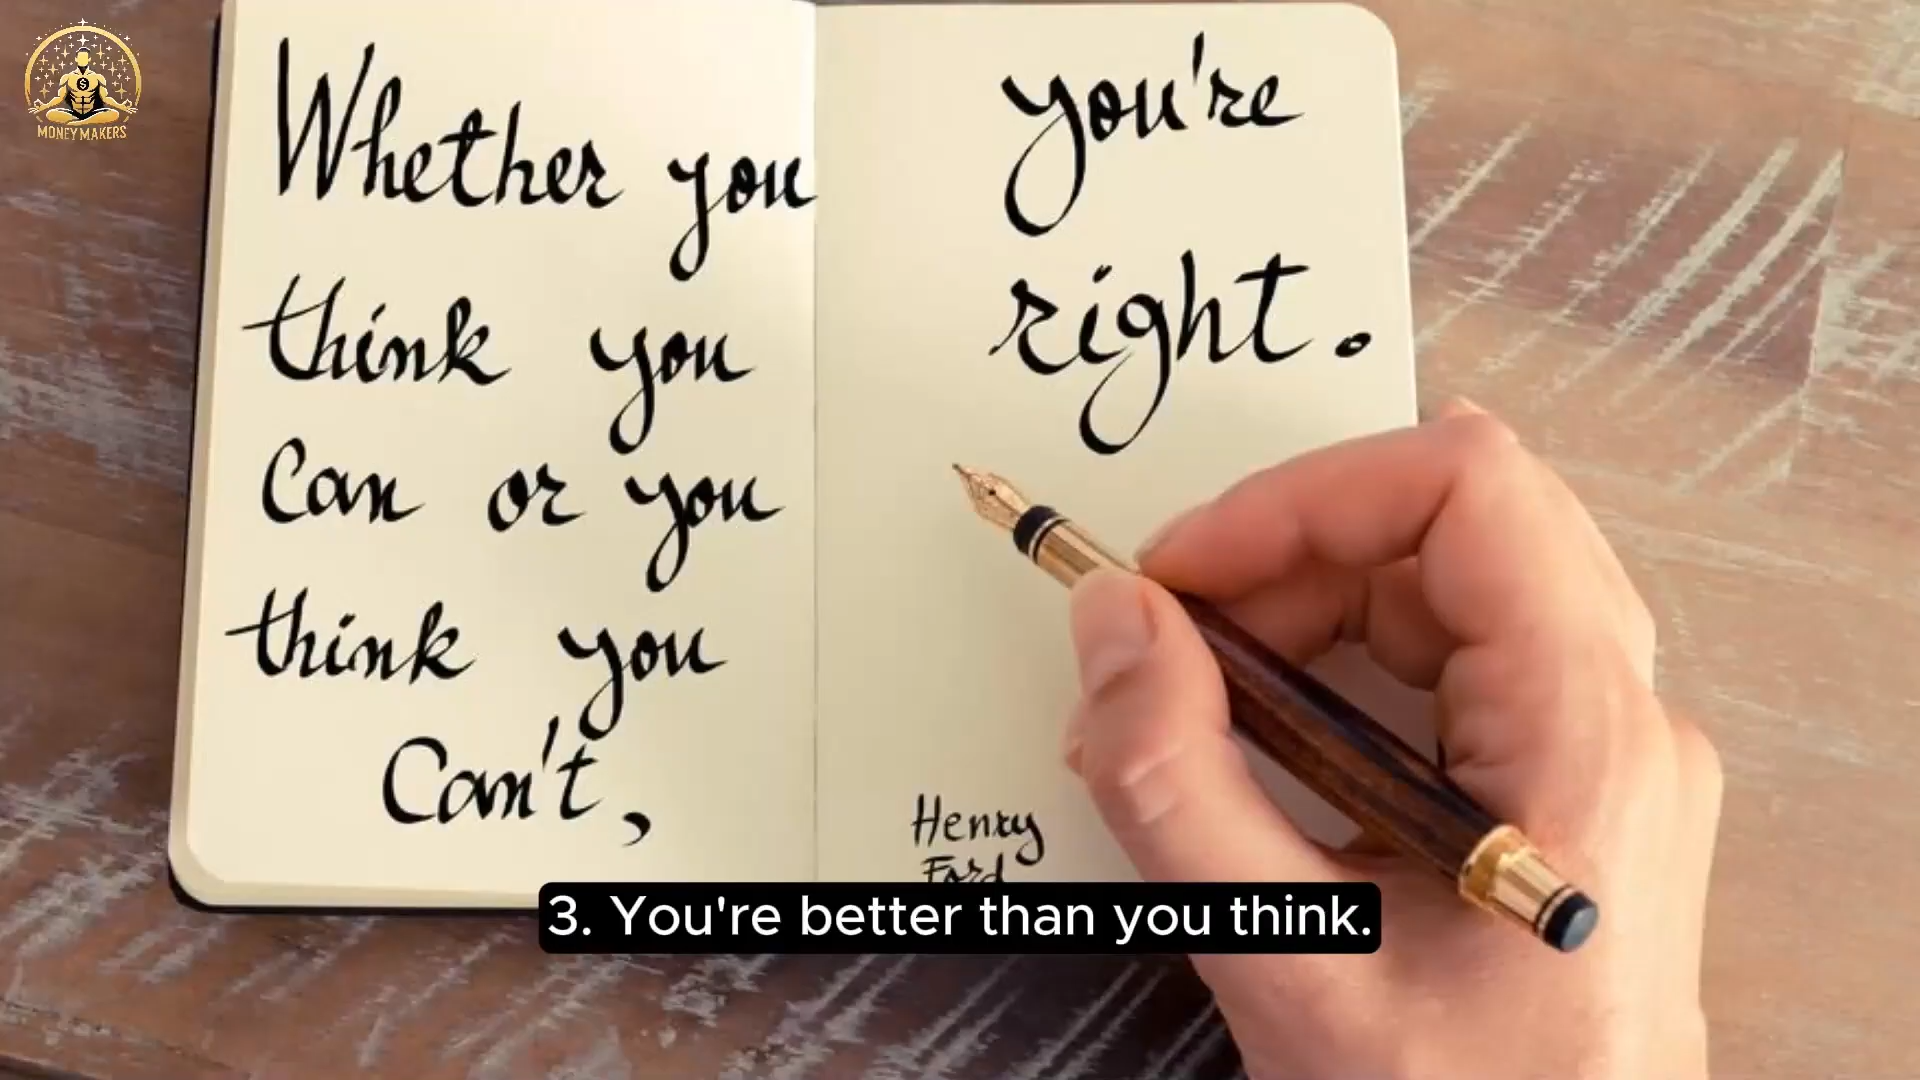 MONEY MAKERS
Whether you
think you
Can or you
think you
Can't,
you're
right.
Henry
Ford
3. You're better than you think.